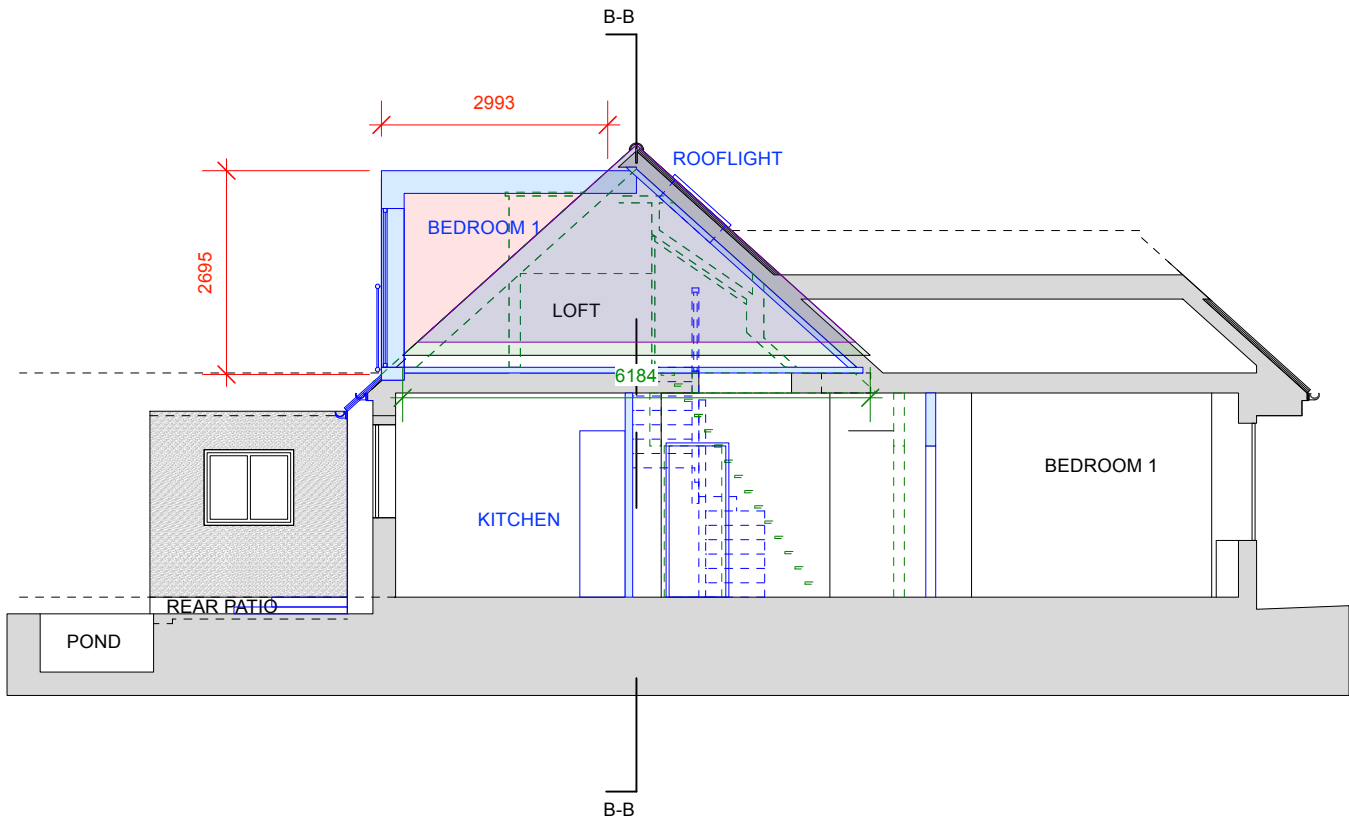 B-B
2993
ROOFLIGHT
BEDROOM 1
2695
LOFT
6184
BEDROOM 1
KITCHEN
REAR PATIO
POND
B-B